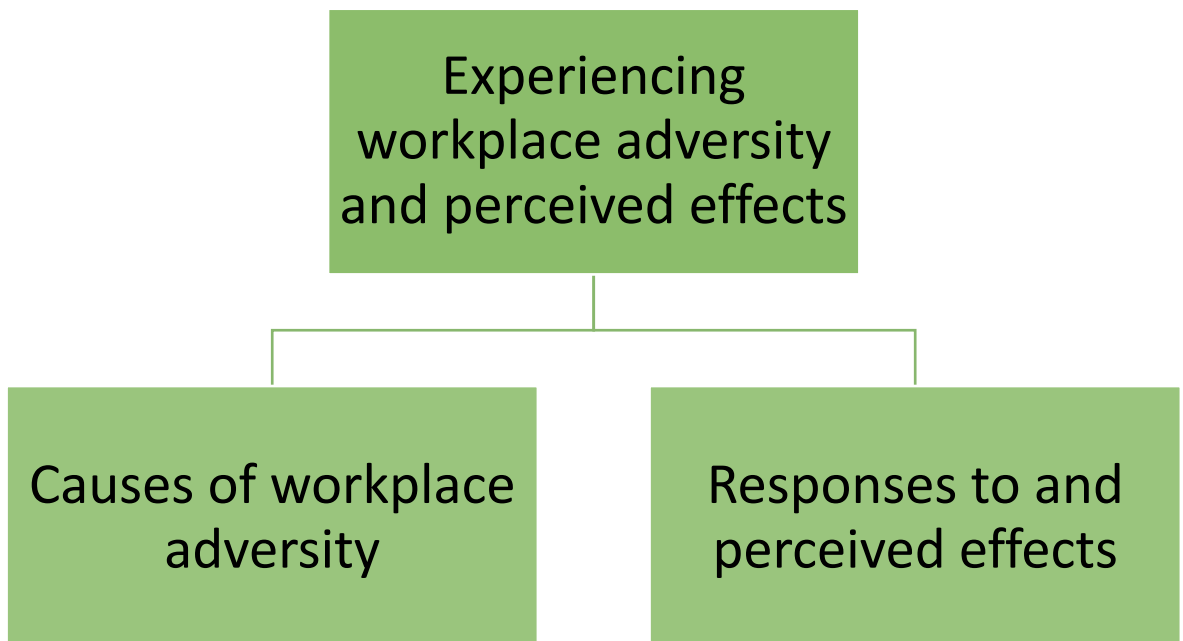 Experiencing
workplace adversity
and perceived effects
Causes of workplace
adversity
Responses to and
perceived effects